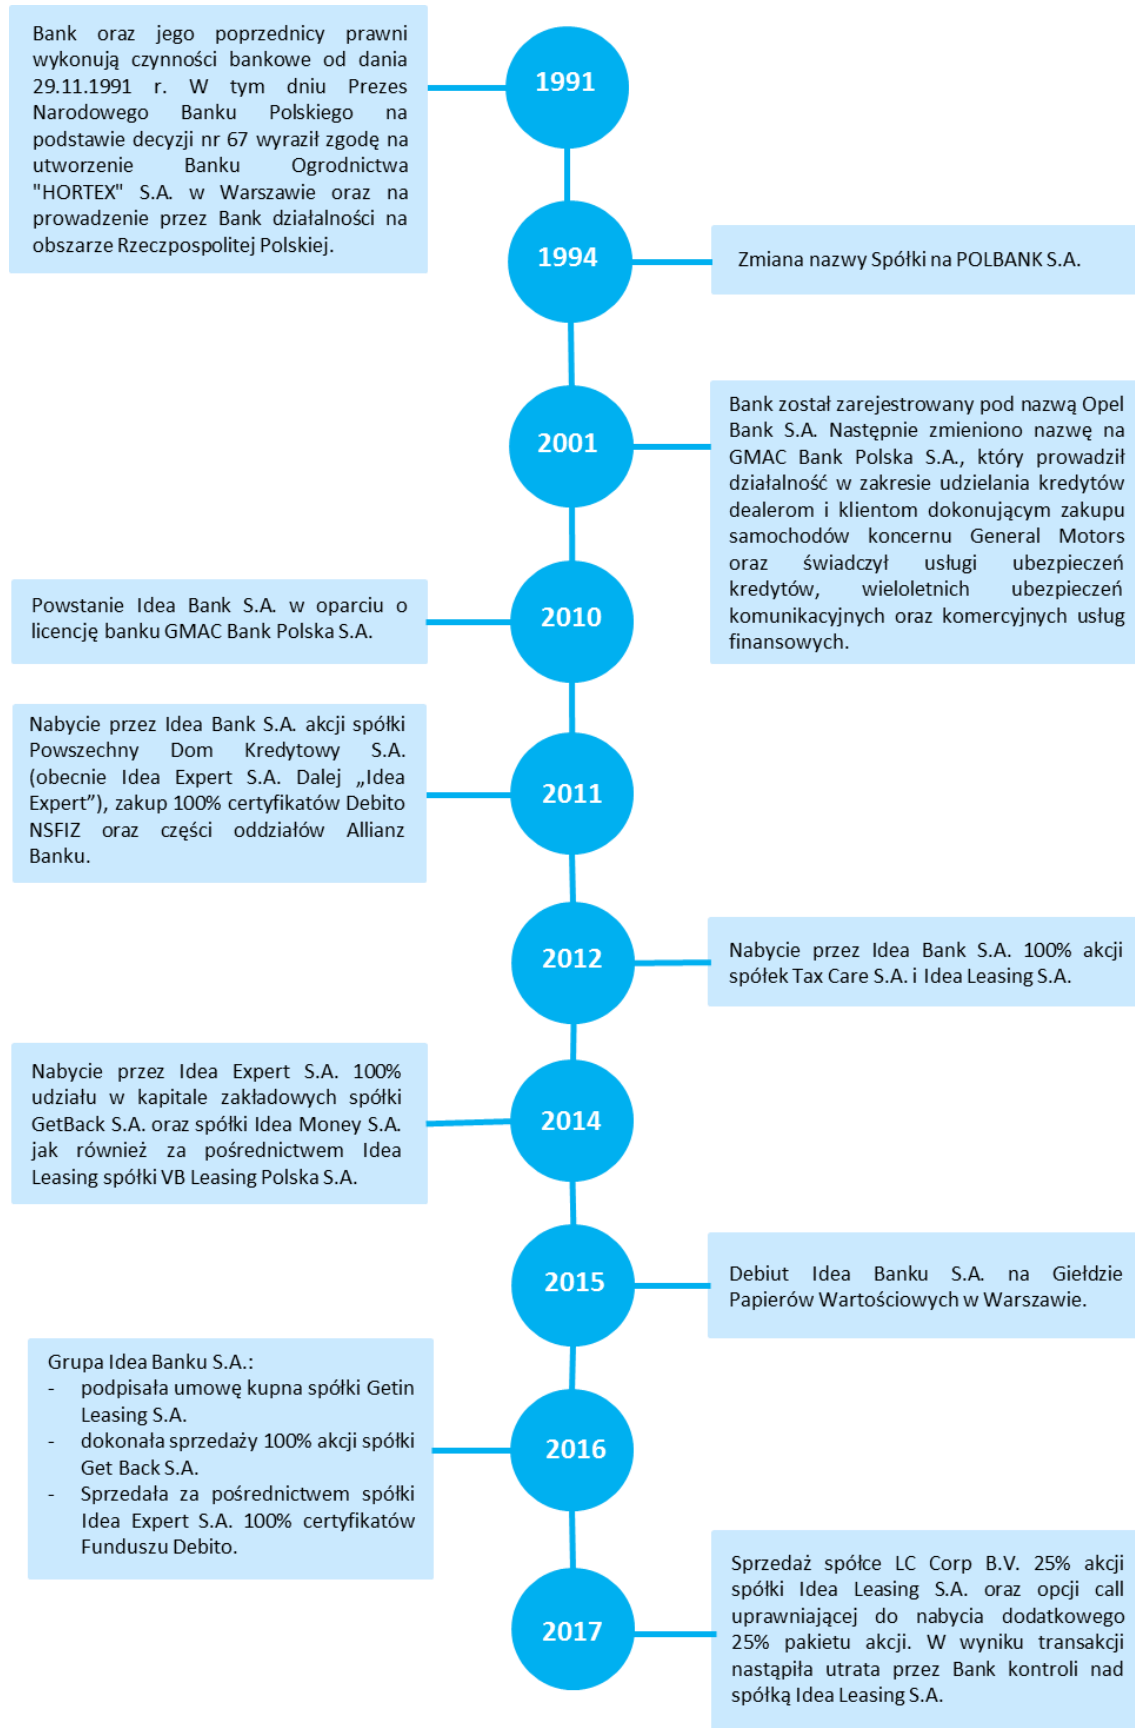 1991
Bank oraz jego poprzednicy prawni
wykonują czynności bankowe od dania
29.11.1991 r. W tym dniu Prezes
Narodowego Banku Polskiego na
podstawie decyzji nr 67 wyraził zgodę na
utworzenie Banku Ogrodnictwa
"HORTEX" S.A. w Warszawie oraz na
prowadzenie przez Bank działalności na
obszarze Rzeczpospolitej Polskiej.
1994
Zmiana nazwy Spółki na POLBANK S.A.
2001
Bank został zarejestrowany pod nazwą Opel
Bank S.A. Następnie zmieniono nazwę na
GMAC Bank Polska S.A., który prowadził
działalność w zakresie udzielania kredytów
dealerom i klientom dokonującym zakupu
samochodów koncernu General Motors
oraz świadczył usługi ubezpieczeń
kredytów, wieloletnich ubezpieczeń
komunikacyjnych oraz komercyjnych usług
finansowych.
2010
Powstanie Idea Bank S.A. w oparciu o
licencję banku GMAC Bank Polska S.A.
2011
Nabycie przez Idea Bank S.A. akcji spółki
Powszechny Dom Kredytowy S.A.
(obecnie Idea Expert S.A. Dalej „Idea
Expert”), zakup 100% certyfikatów Debito
NSFIZ oraz części oddziałów Allianz
Banku.
2012
Nabycie przez Idea Bank S.A. 100% akcji
spółek Tax Care S.A. i Idea Leasing S.A.
2014
Nabycie przez Idea Expert S.A. 100%
udziału w kapitale zakładowych spółki
GetBack S.A. oraz spółki Idea Money S.A.
jak również za pośrednictwem Idea
Leasing spółki VB Leasing Polska S.A.
2015
Debiut Idea Banku S.A. na Giełdzie
Papierów Wartościowych w Warszawie.
2016
Grupa Idea Banku S.A.:
- podpisała umowę kupna spółki Getin
Leasing S.A.
- dokonała sprzedaży 100% akcji spółki
Get Back S.A.
- Sprzedała za pośrednictwem spółki
Idea Expert S.A. 100% certyfikatów
Funduszu Debito.
2017
Sprzedaż spółce LC Corp B.V. 25% akcji
spółki Idea Leasing S.A. oraz opcji call
uprawniającej do nabycia dodatkowego
25% pakietu akcji. W wyniku transakcji
nastąpiła utrata przez Bank kontroli nad
spółką Idea Leasing S.A.